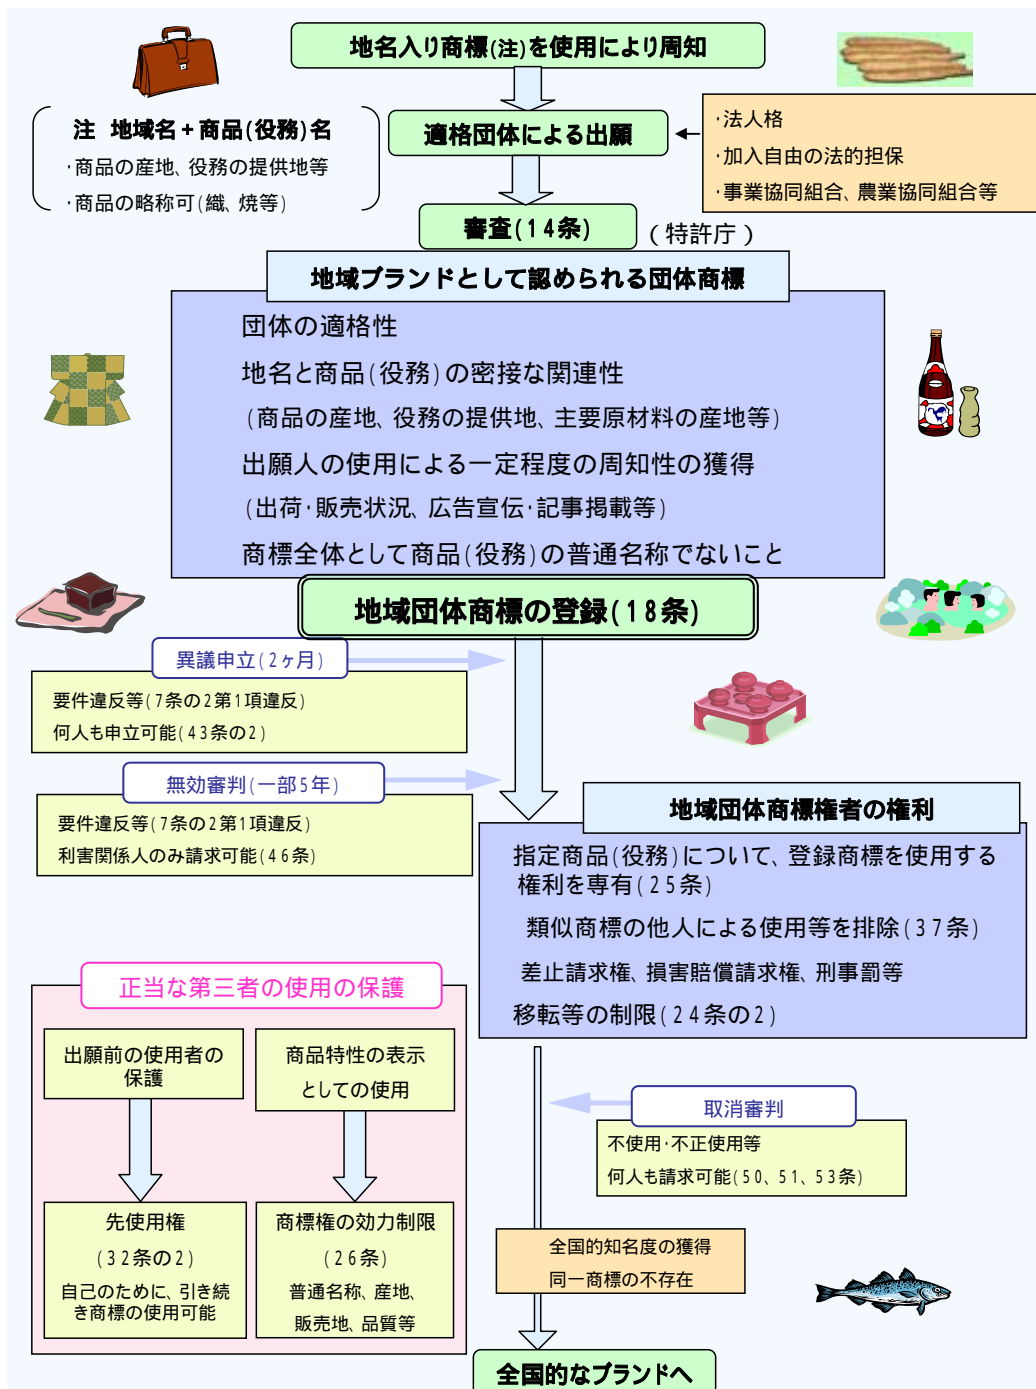 地名入り商標(注)を使用により周知
注 地域名+商品(役務)名
・商品の産地、役務の提供地等
・商品の略称可(織、焼等)
適格団体による出願
・法人格
・加入自由の法的担保
・事業協同組合、農業協同組合等
審査(14条)
(特許庁)
地域ブランドとして認められる団体商標
団体の適格性
地名と商品(役務)の密接な関連性
(商品の産地、役務の提供地、主要原材料の産地等)
出願人の使用による一定程度の周知性の獲得
(出荷・販売状況、広告宣伝・記事掲載等)
商標全体として商品(役務)の普通名称でないこと
地域団体商標の登録(18条)
異議申立(2ヶ月)
要件違反等(7条の2第1項違反)
何人も申立可能(43条の2)
無効審判(一部5年)
要件違反等(7条の2第1項違反)
利害関係人のみ請求可能(46条)
地域団体商標権者の権利
指定商品(役務)について、登録商標を使用する
権利を専有(25条)
類似商標の他人による使用等を排除(37条)
差止請求権、損害賠償請求権、刑事罰等
移転等の制限(24条の2)
正当な第三者の使用の保護
出願前の使用者の
保護
商品特性の表示
としての使用
先使用権
(32条の2)
自己のために、引き続
き商標の使用可能
商標権の効力制限
(26条)
普通名称、産地、
販売地、品質等
取消審判
不使用・不正使用等
何人も請求可能(50、51、53条)
全国的知名度の獲得
同一商標の不存在
全国的なブランドへ